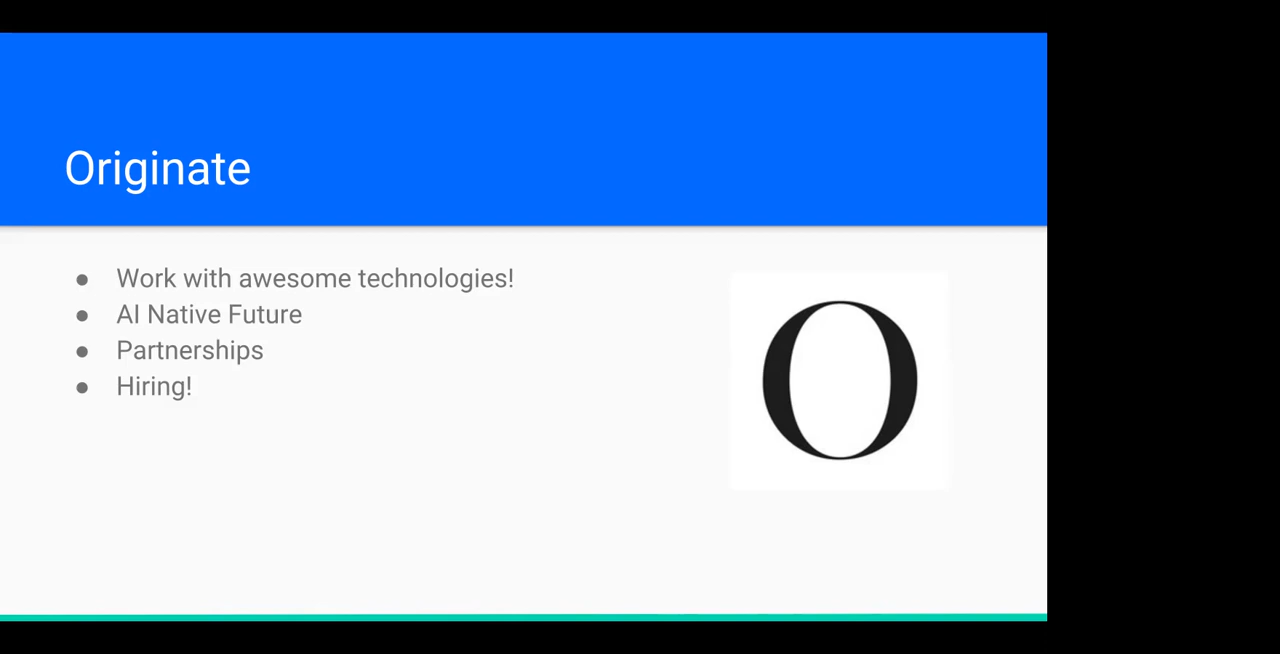 Originate
● Work with awesome technologies!
● AI Native Future
● Partnerships
● Hiring!
O